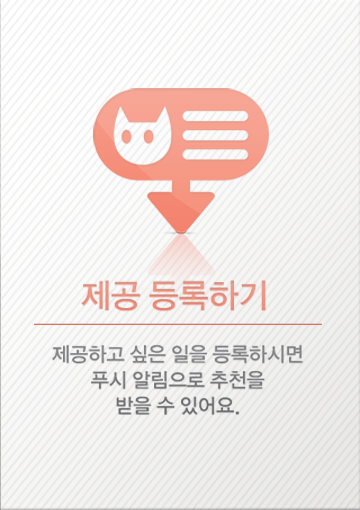 제공 등록하기
제공하고 싶은 일을 등록하시면
푸시 알림으로 추천을
받을 수 있어요.